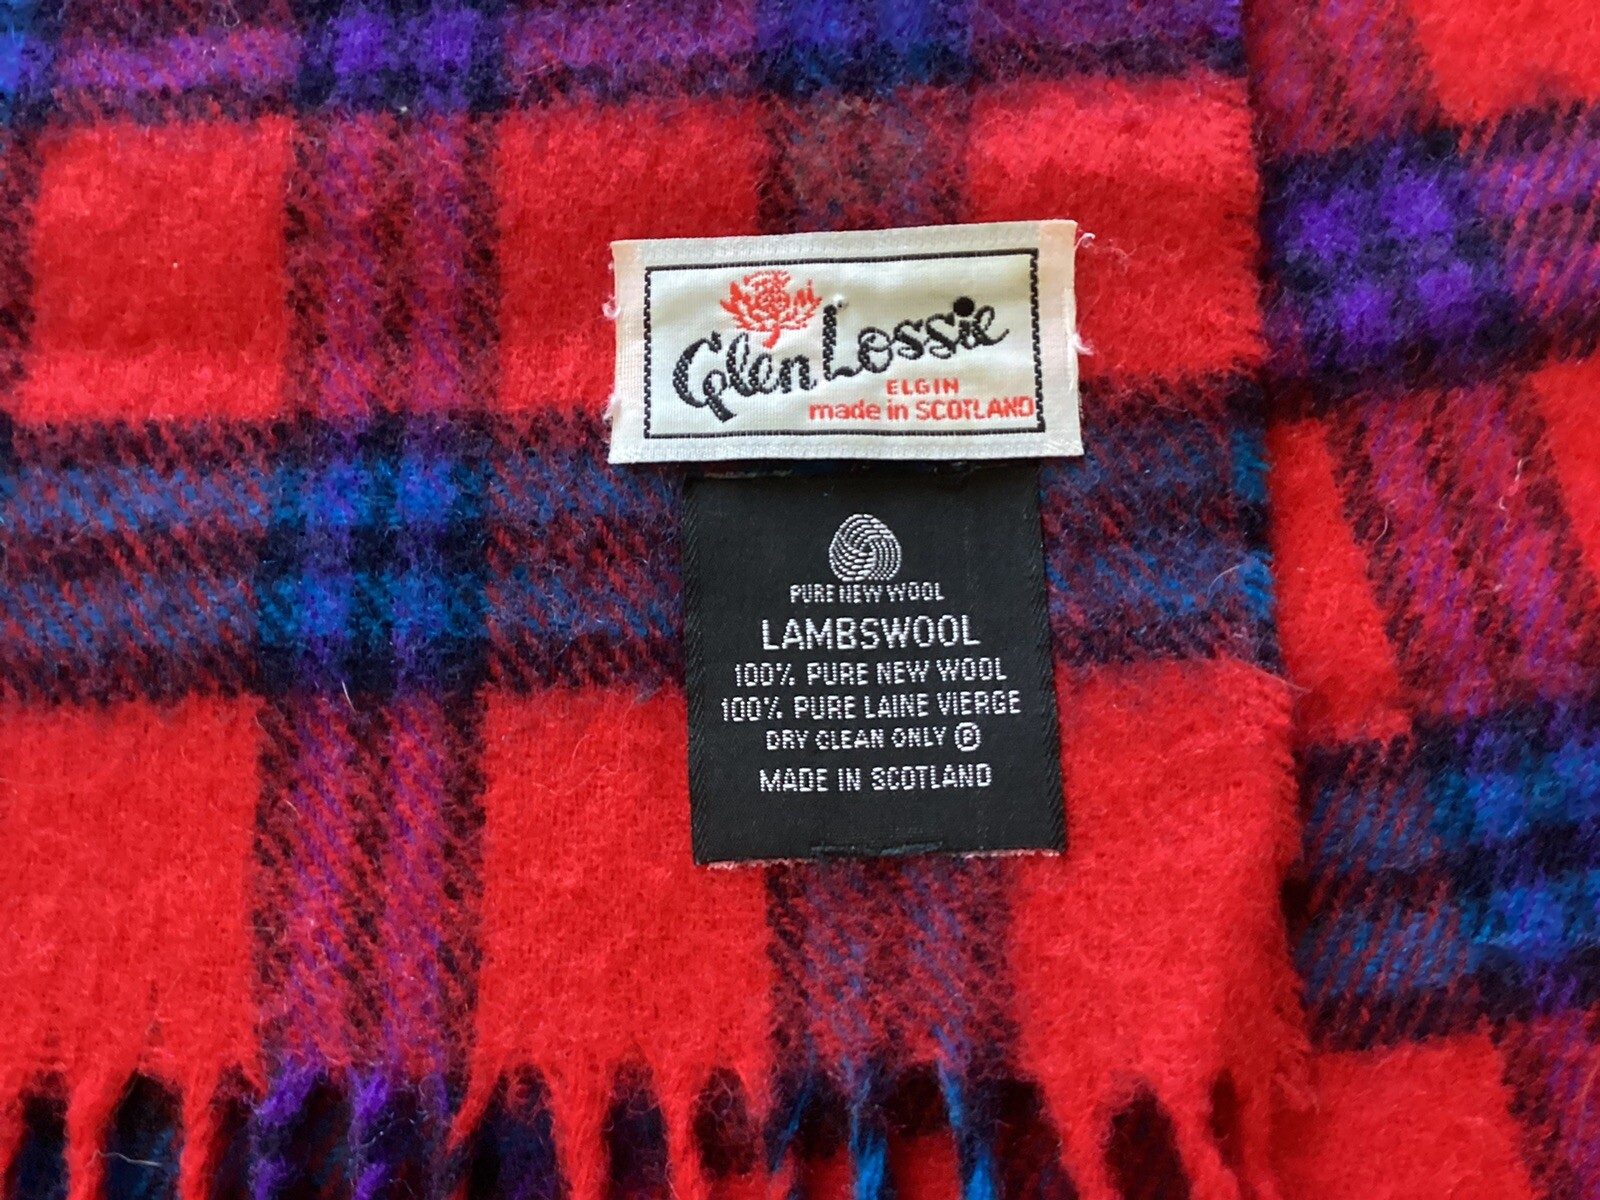 Glen Lossie
ELGIN
made in SCOTLAND
PURE NEW WOOL
LAMBSWOOL
100% PURE NEW WOOL
100% PURE LAINE VIERGE
DRY CLEAN ONLY Ⓟ
MADE IN SCOTLAND